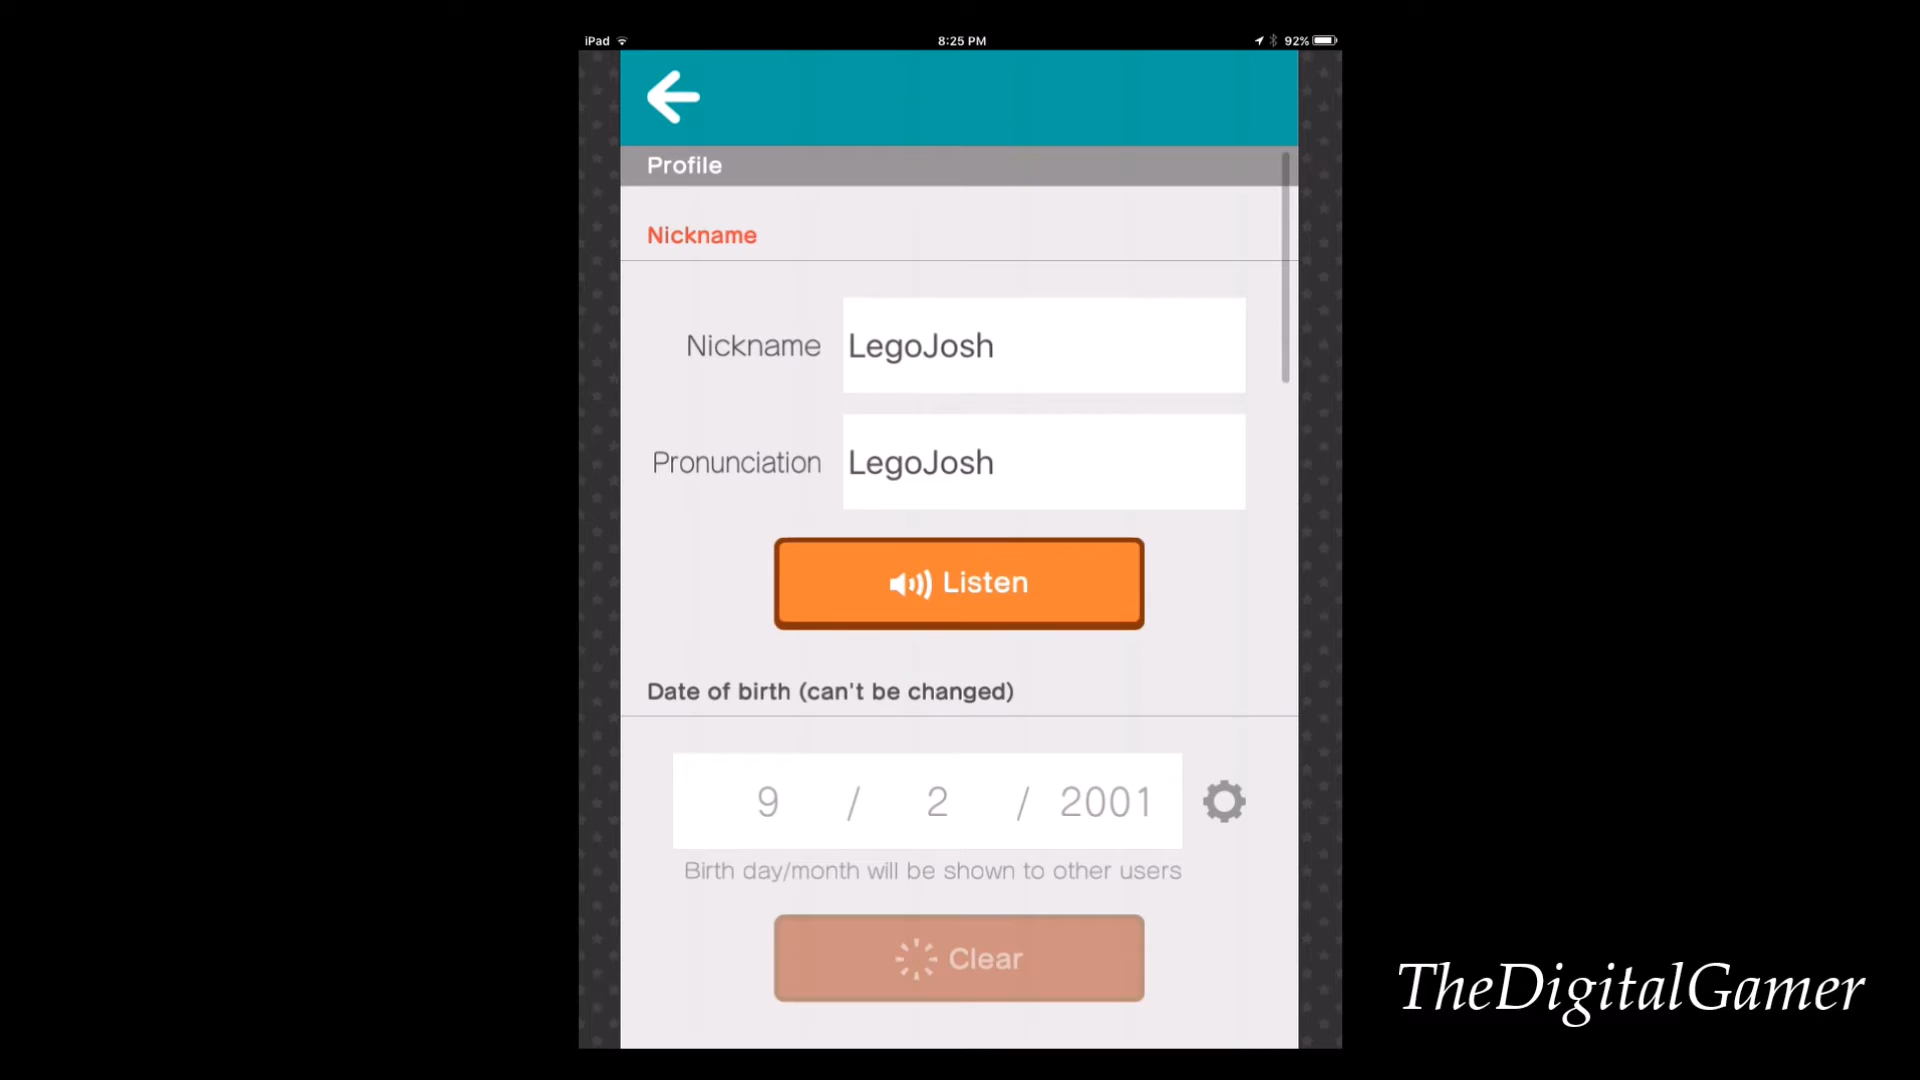 iPad 8:25 PM 92%
Profile
Nickname
Nickname LegoJosh
Pronunciation LegoJosh
Listen
Date of birth (can't be changed)
9 / 2 / 2001
Birth day/month will be shown to other users
Clear
TheDigitalGamer